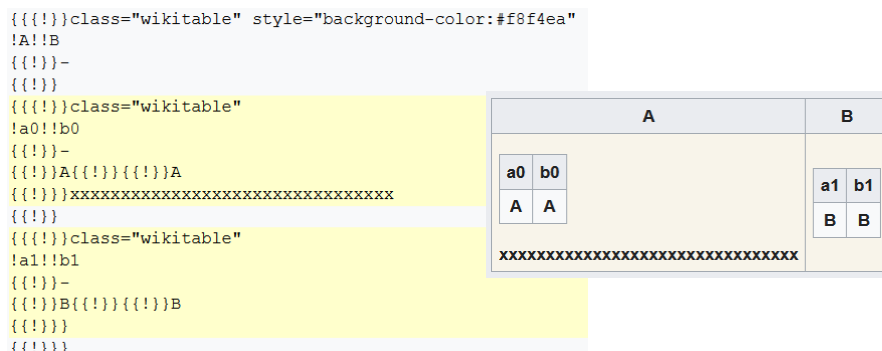 {{{!}}class="wikitable" style="background-color:#f8f4ea"
!A!!B
{{!}}-
{{!}}
{{{!}}class="wikitable"
!a0!!b0
{{!}}-
{{!}}A{{!}}{{!}}A
{{!}}}xxxxxxxxxxxxxxxxxxxxxxxxxxxxxxxx
{{!}}
{{{!}}class="wikitable"
!a1!!b1
{{!}}-
{{!}}B{{!}}{{!}}B
{{!}}}
{{!}}}
A B
a0 b0
A A
xxxxxxxxxxxxxxxxxxxxxxxxxxxxxxxx
a1 b1
B B